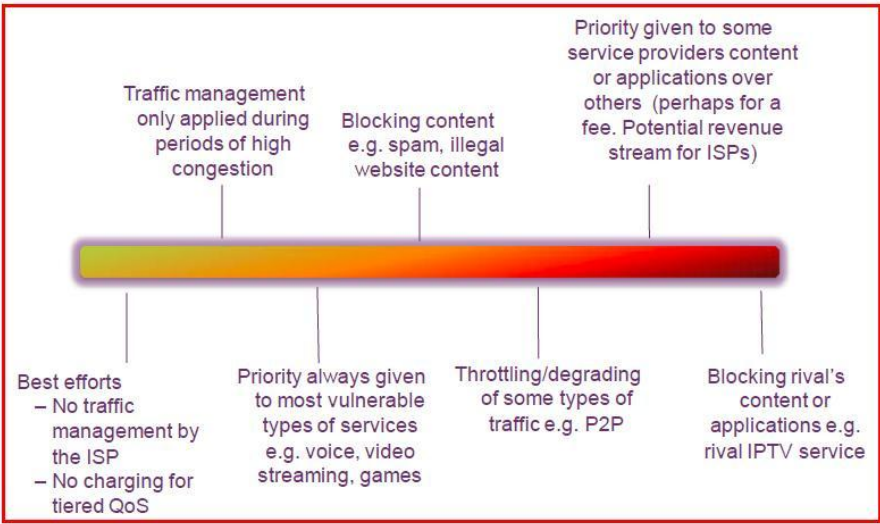 Traffic management
only applied during
periods of high
congestion
Blocking content
e.g. spam, illegal
website content
Priority given to some
service providers content
or applications over
others (perhaps for a
fee. Potential revenue
stream for ISPs)
Best efforts
– No traffic
management by
the ISP
– No charging for
tiered QoS
Priority always given
to most vulnerable
types of services
e.g. voice, video
streaming, games
Throttling/degrading
of some types of
traffic e.g. P2P
Blocking rival's
content or
applications e.g.
rival IPTV service